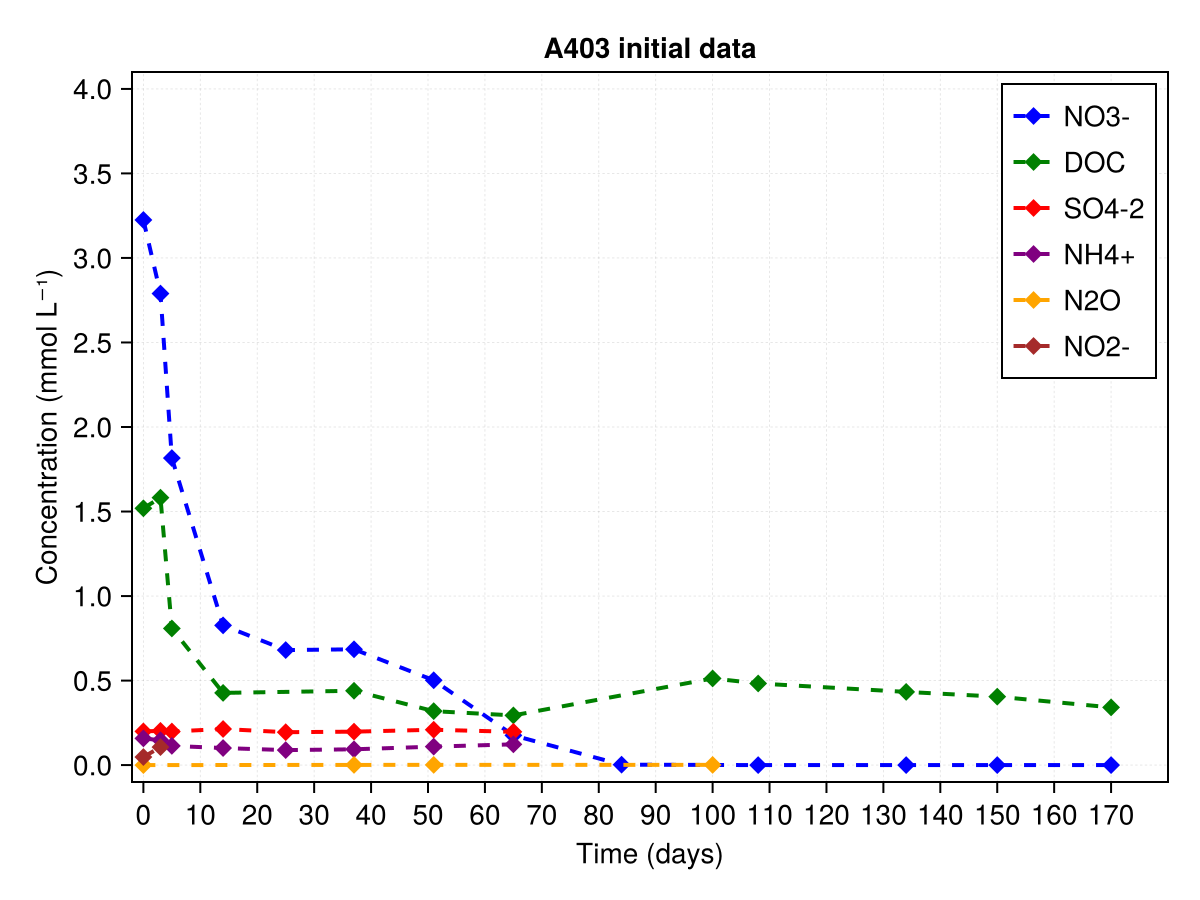 A403 initial data
4.0
3.5
3.0
2.5
2.0
1.5
1.0
0.5
0.0
Concentration (mmol L⁻¹)
NO3-
DOC
SO4-2
NH4+
N2O
NO2-
0 10 20 30 40 50 60 70 80 90 100 110 120 130 140 150 160 170
Time (days)